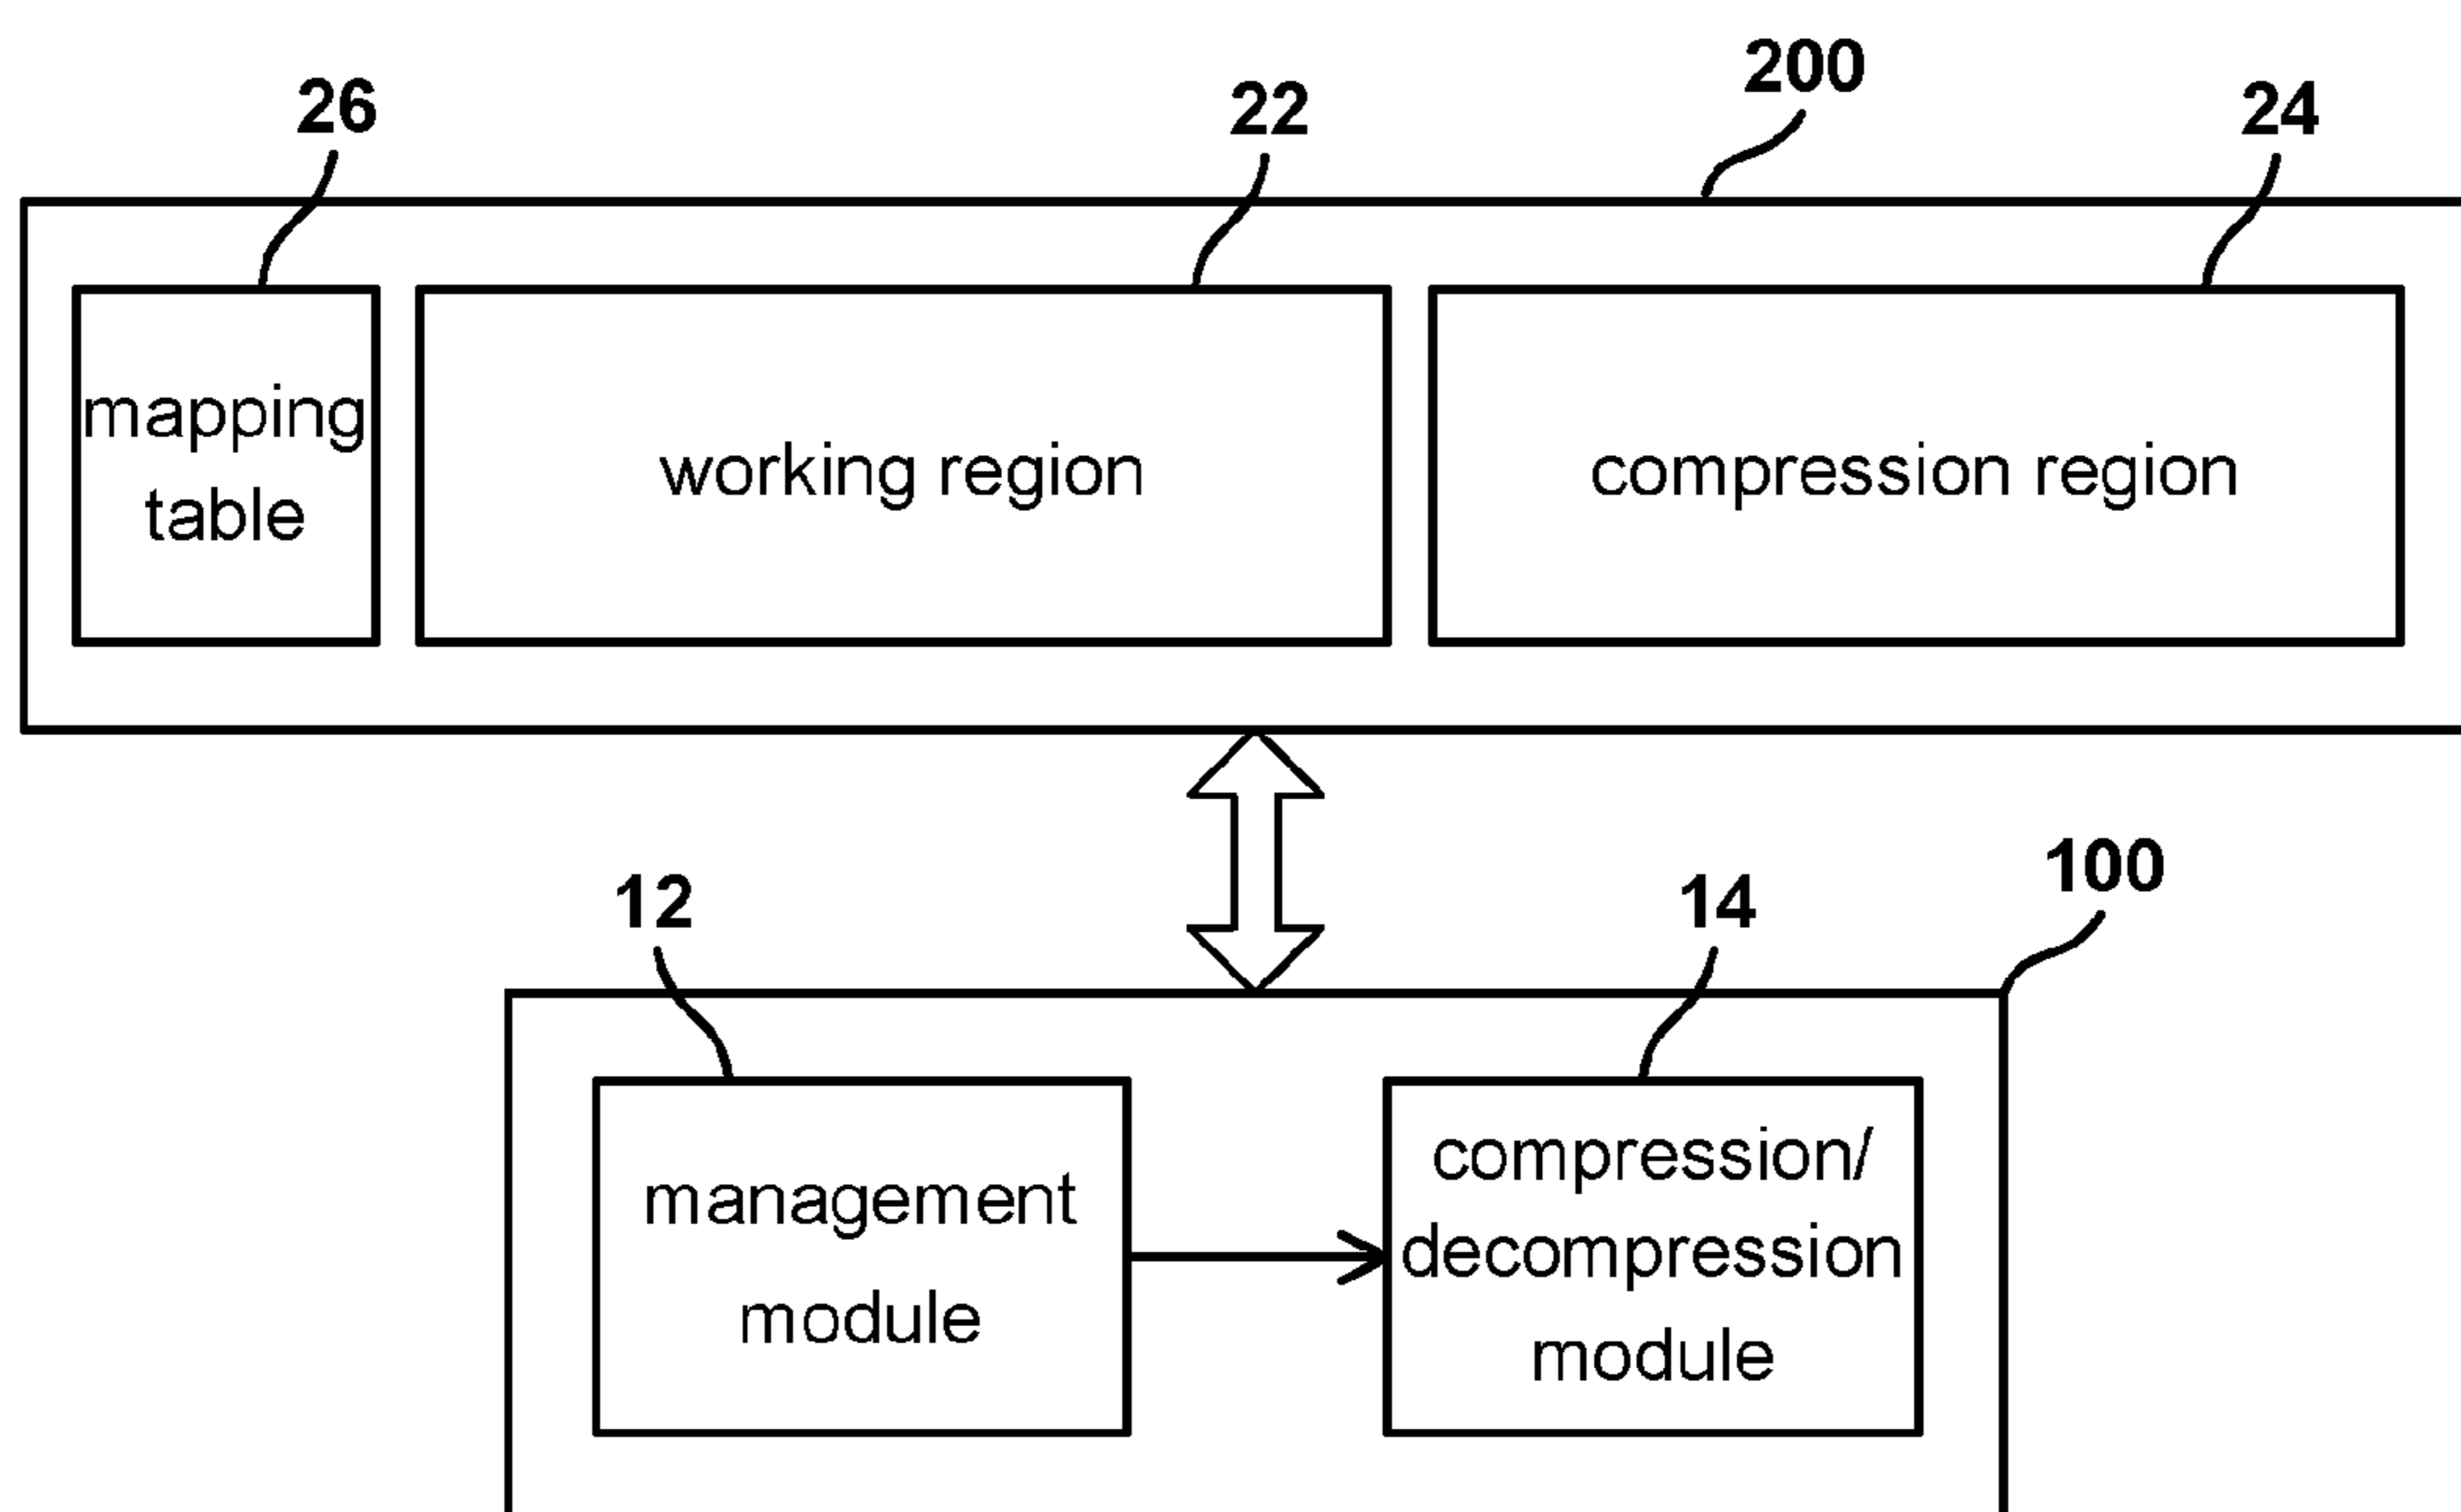 200
26
22
24
mapping
table
working region
compression region
100
12
14
management
module
compression/
decompression
module